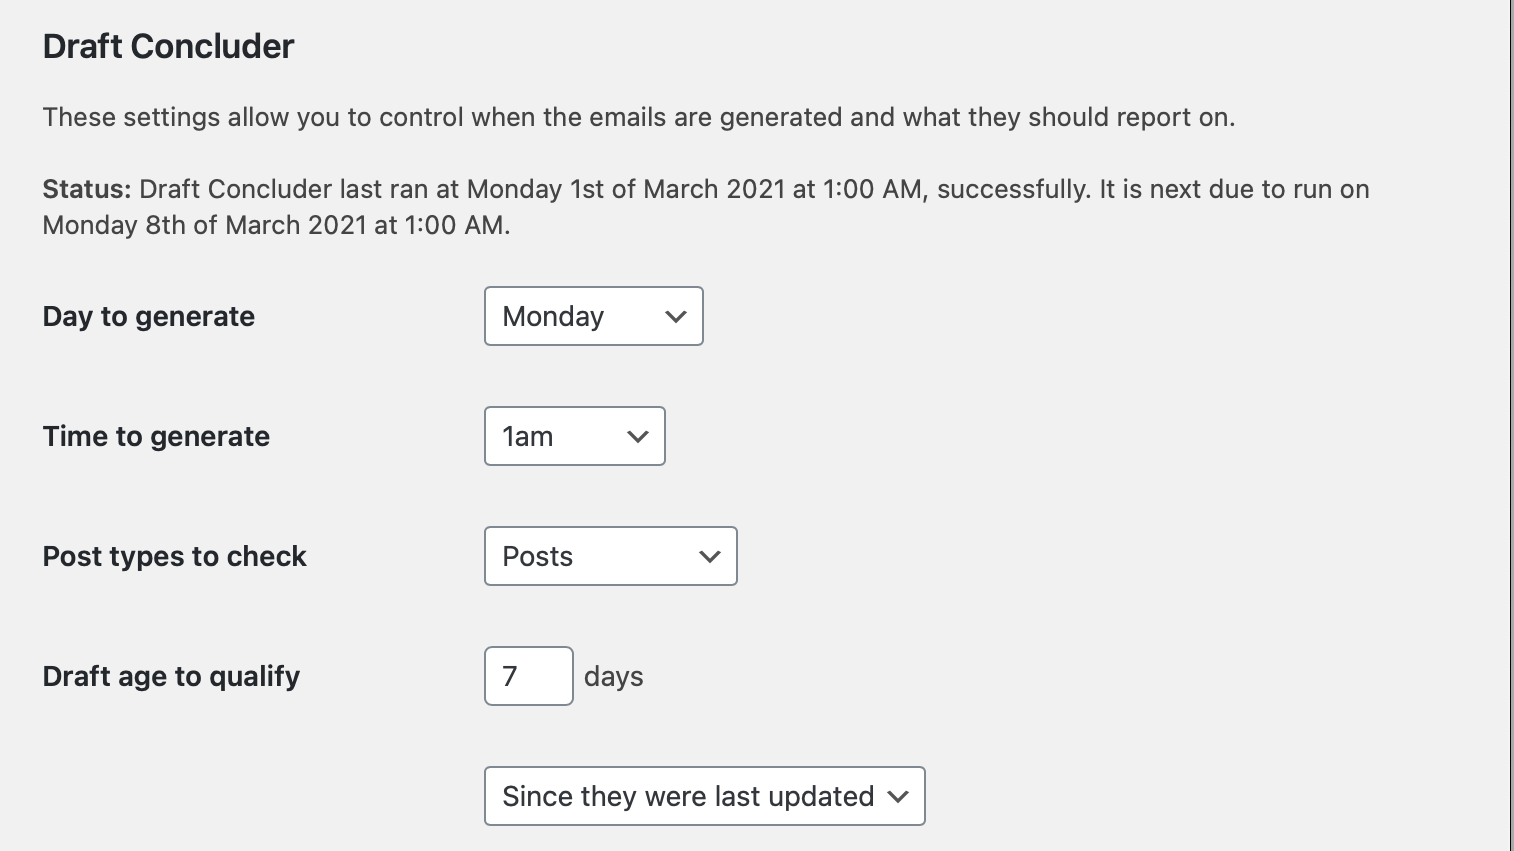 Draft Concluder
These settings allow you to control when the emails are generated and what they should report on.
Status: Draft Concluder last ran at Monday 1st of March 2021 at 1:00 AM, successfully. It is next due to run on
Monday 8th of March 2021 at 1:00 AM.
Day to generate Monday
Time to generate 1am
Post types to check Posts
Draft age to qualify 7 days
Since they were last updated